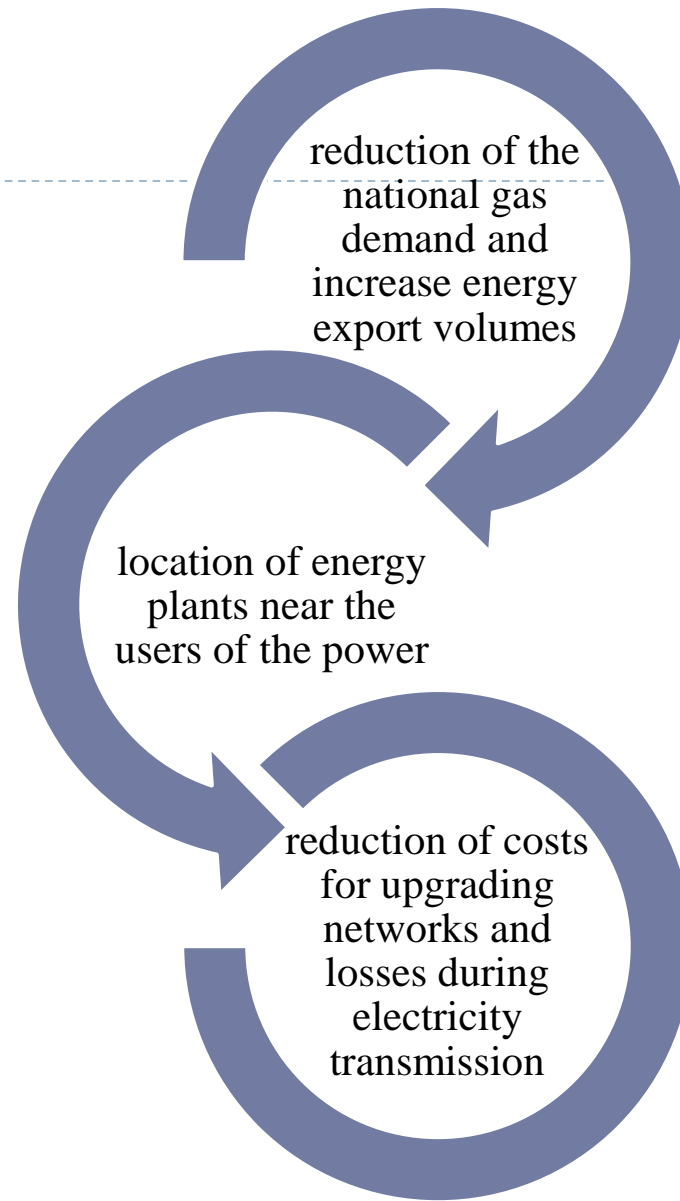 reduction of the
national gas
demand and
increase energy
export volumes
location of energy
plants near the
users of the power
reduction of costs
for upgrading
networks and
losses during
electricity
transmission